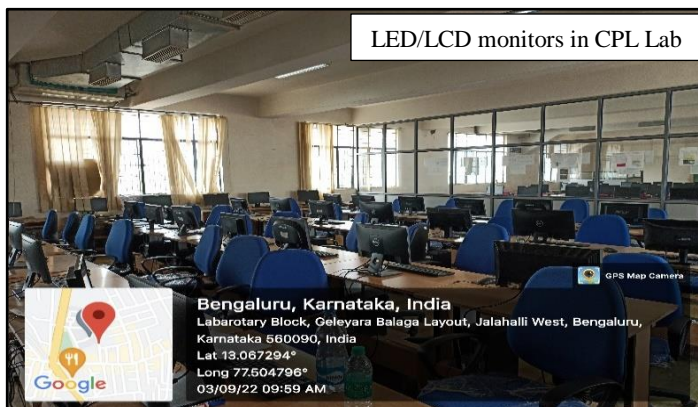 LED/LCD monitors in CPL Lab
GPS Map Camera
Bengaluru, Karnataka, India
Labarotary Block, Geleyara Balaga Layout, Jalahalli West, Bengaluru,
Karnataka 560090, India
Lat 13.067294°
Long 77.504796°
03/09/22 09:59 AM
Google